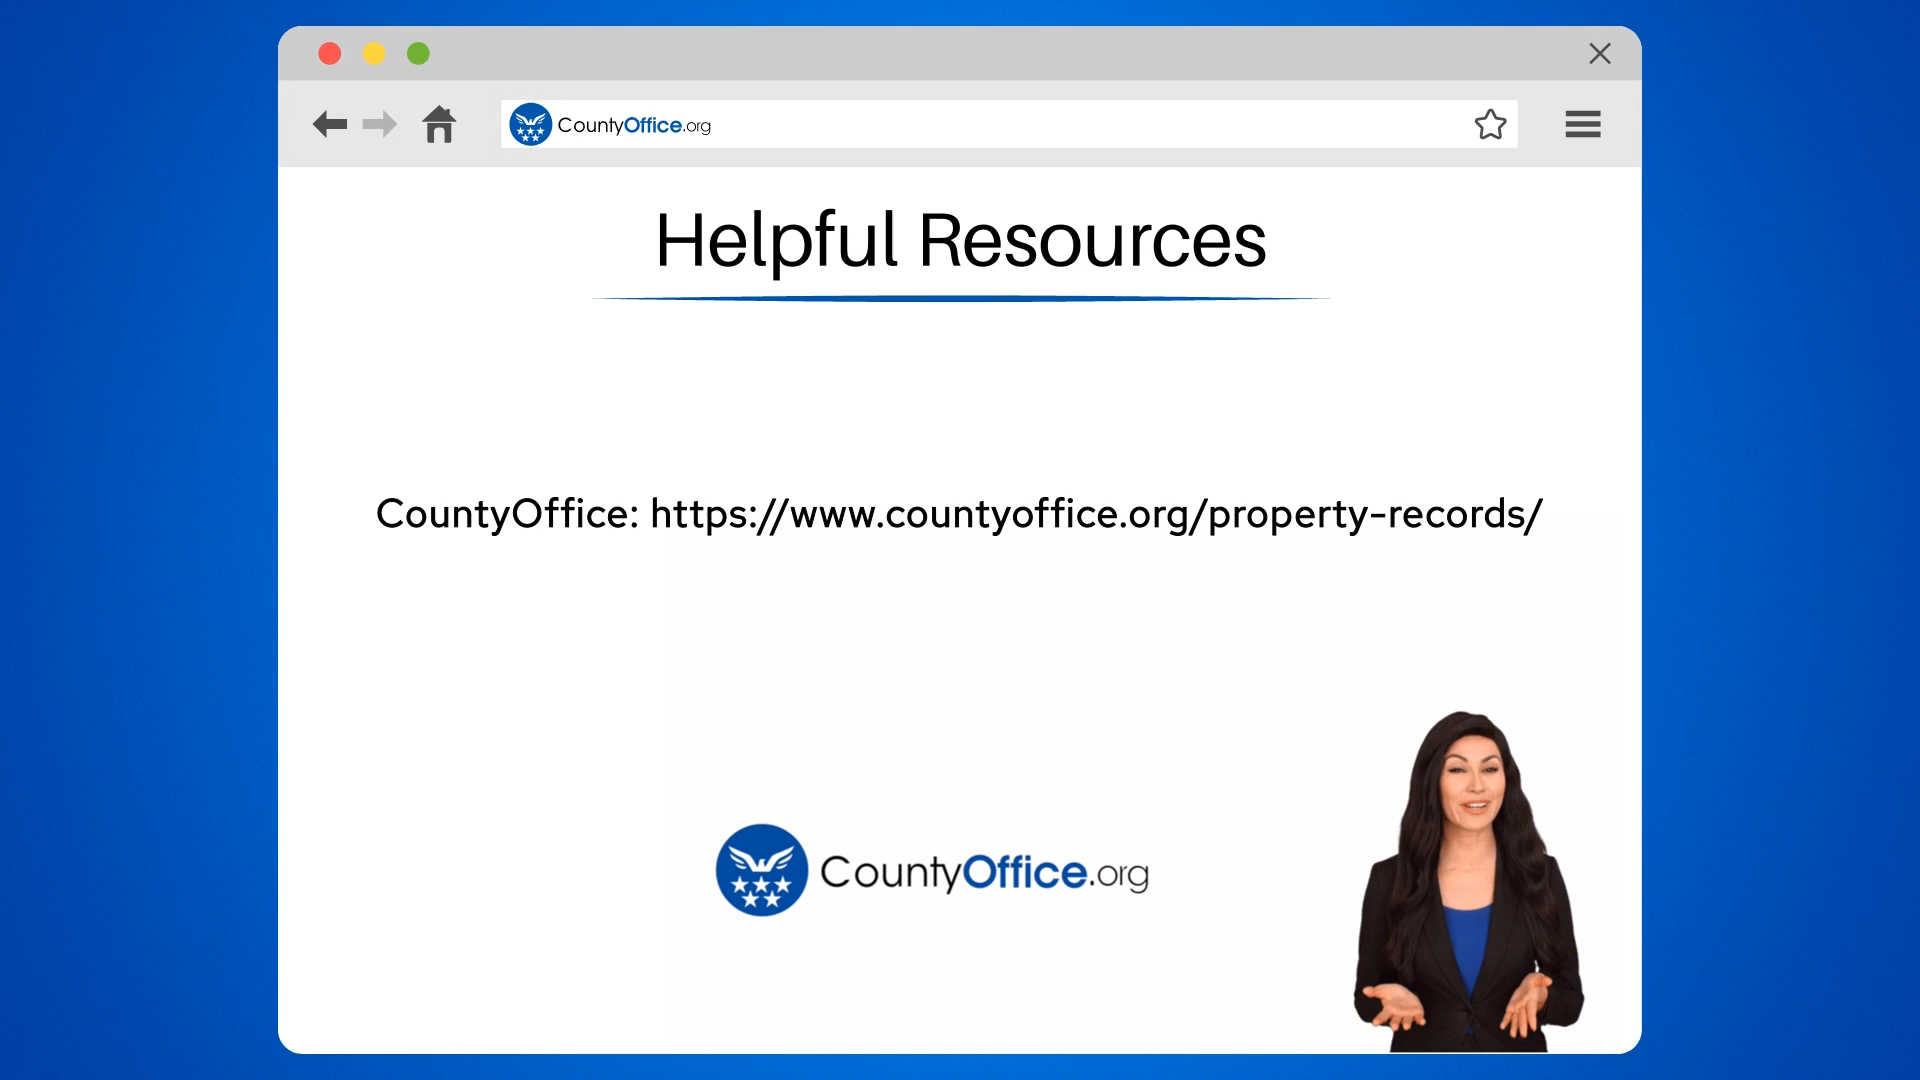 CountyOffice.org
Helpful Resources
CountyOffice: https://www.countyoffice.org/property-records/
CountyOffice.org